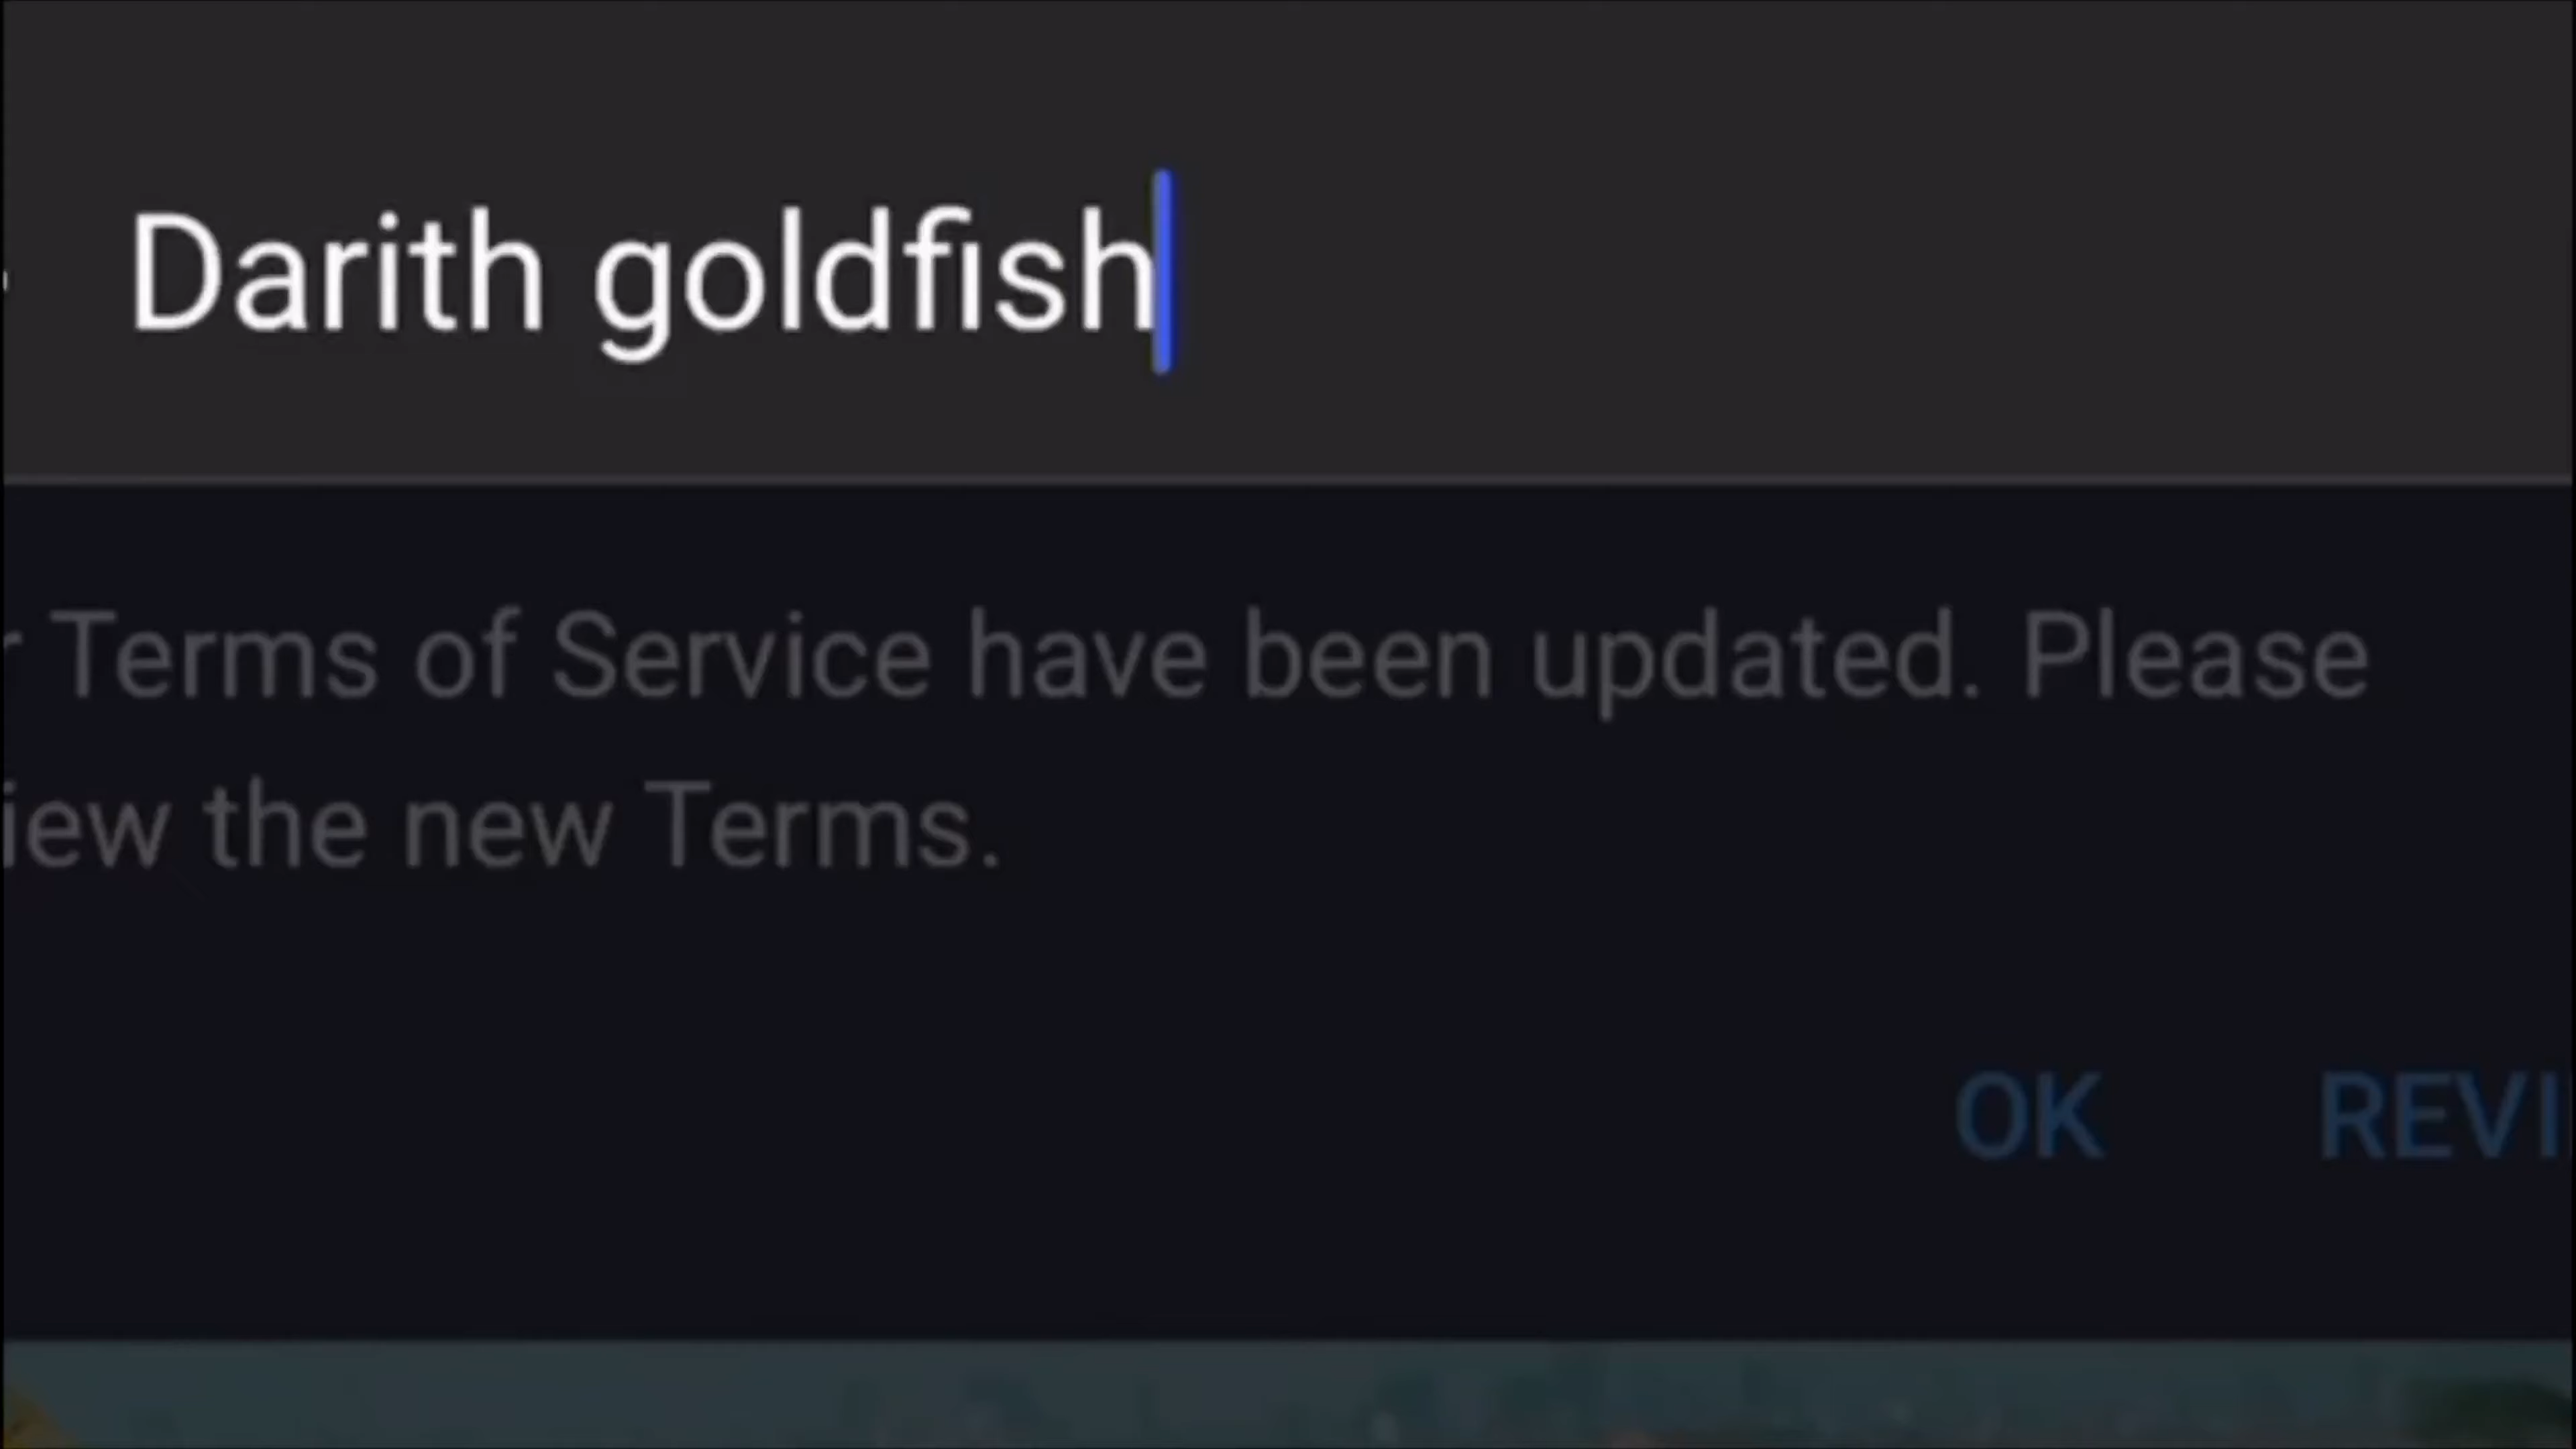 Darith goldfish
r Terms of Service have been updated. Please
iew the new Terms.
OK REVI